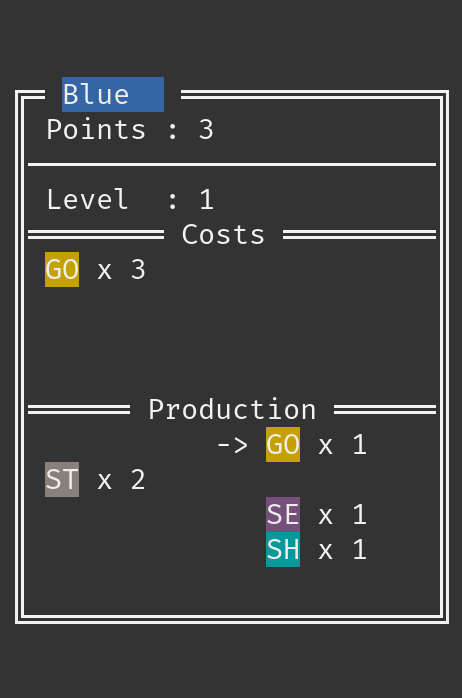 Blue
Points : 3
Level  : 1
Costs
GO x 3
Production
-> GO x 1
ST x 2
SE x 1
SH x 1